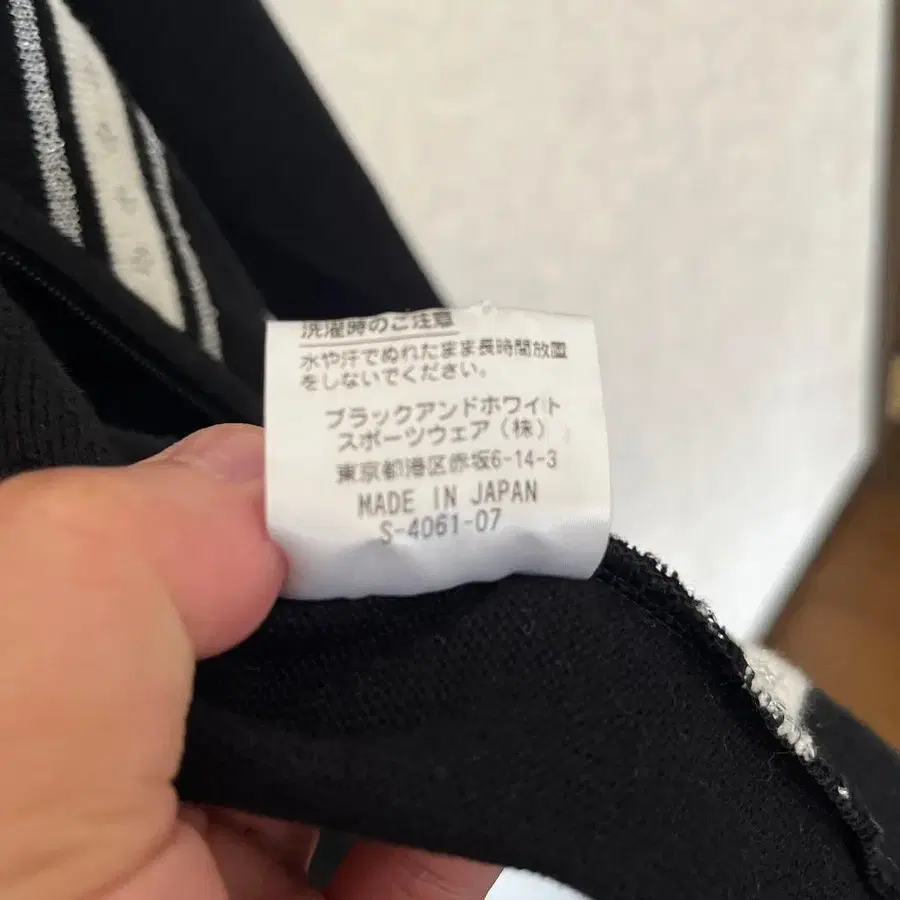 洗濯時のご注意
水や汗でぬれたまま長時間放置
をしないでください。
ブラックアンドホワイト
スポーツウェア(株)
東京都港区赤坂6-14-3
MADE IN JAPAN
S-4061-07